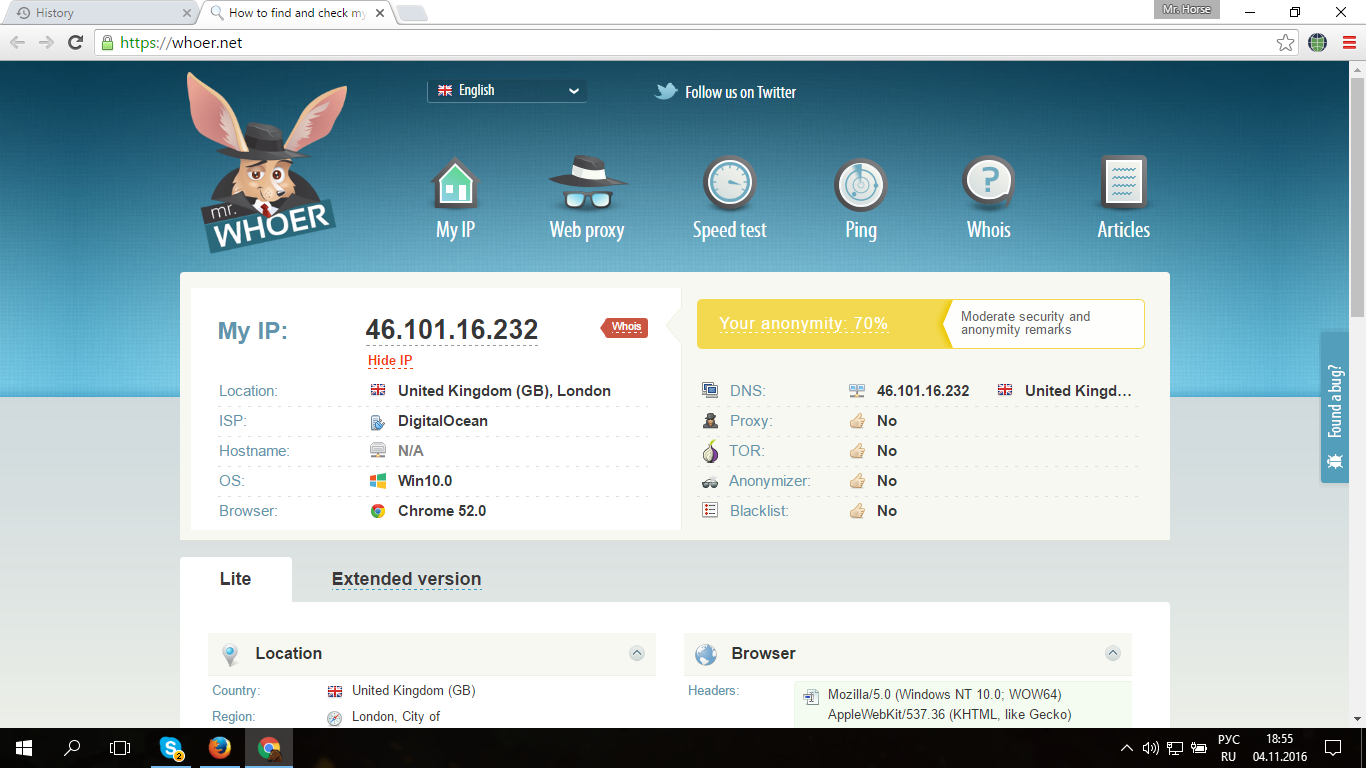 History
How to find and check my
Mr. Horse
https://whoer.net
English
Follow us on Twitter
mr.
WHOER
My IP
Web proxy
Speed test
Ping
Whois
Articles
My IP:
46.101.16.232
Whois
Hide IP
Your anonymity: 70%
Moderate security and
anonymity remarks
Location:
United Kingdom (GB), London
ISP:
DigitalOcean
Hostname:
N/A
OS:
Win10.0
Browser:
Chrome 52.0
DNS:
46.101.16.232
United Kingd...
Proxy:
No
TOR:
No
Anonymizer:
No
Blacklist:
No
Found a bug?
Lite
Extended version
Location
Country:
United Kingdom (GB)
Region:
London, City of
Browser
Headers:
Mozilla/5.0 (Windows NT 10.0; WOW64)
AppleWebKit/537.36 (KHTML, like Gecko)
2
РУС
RU
18:55
04.11.2016